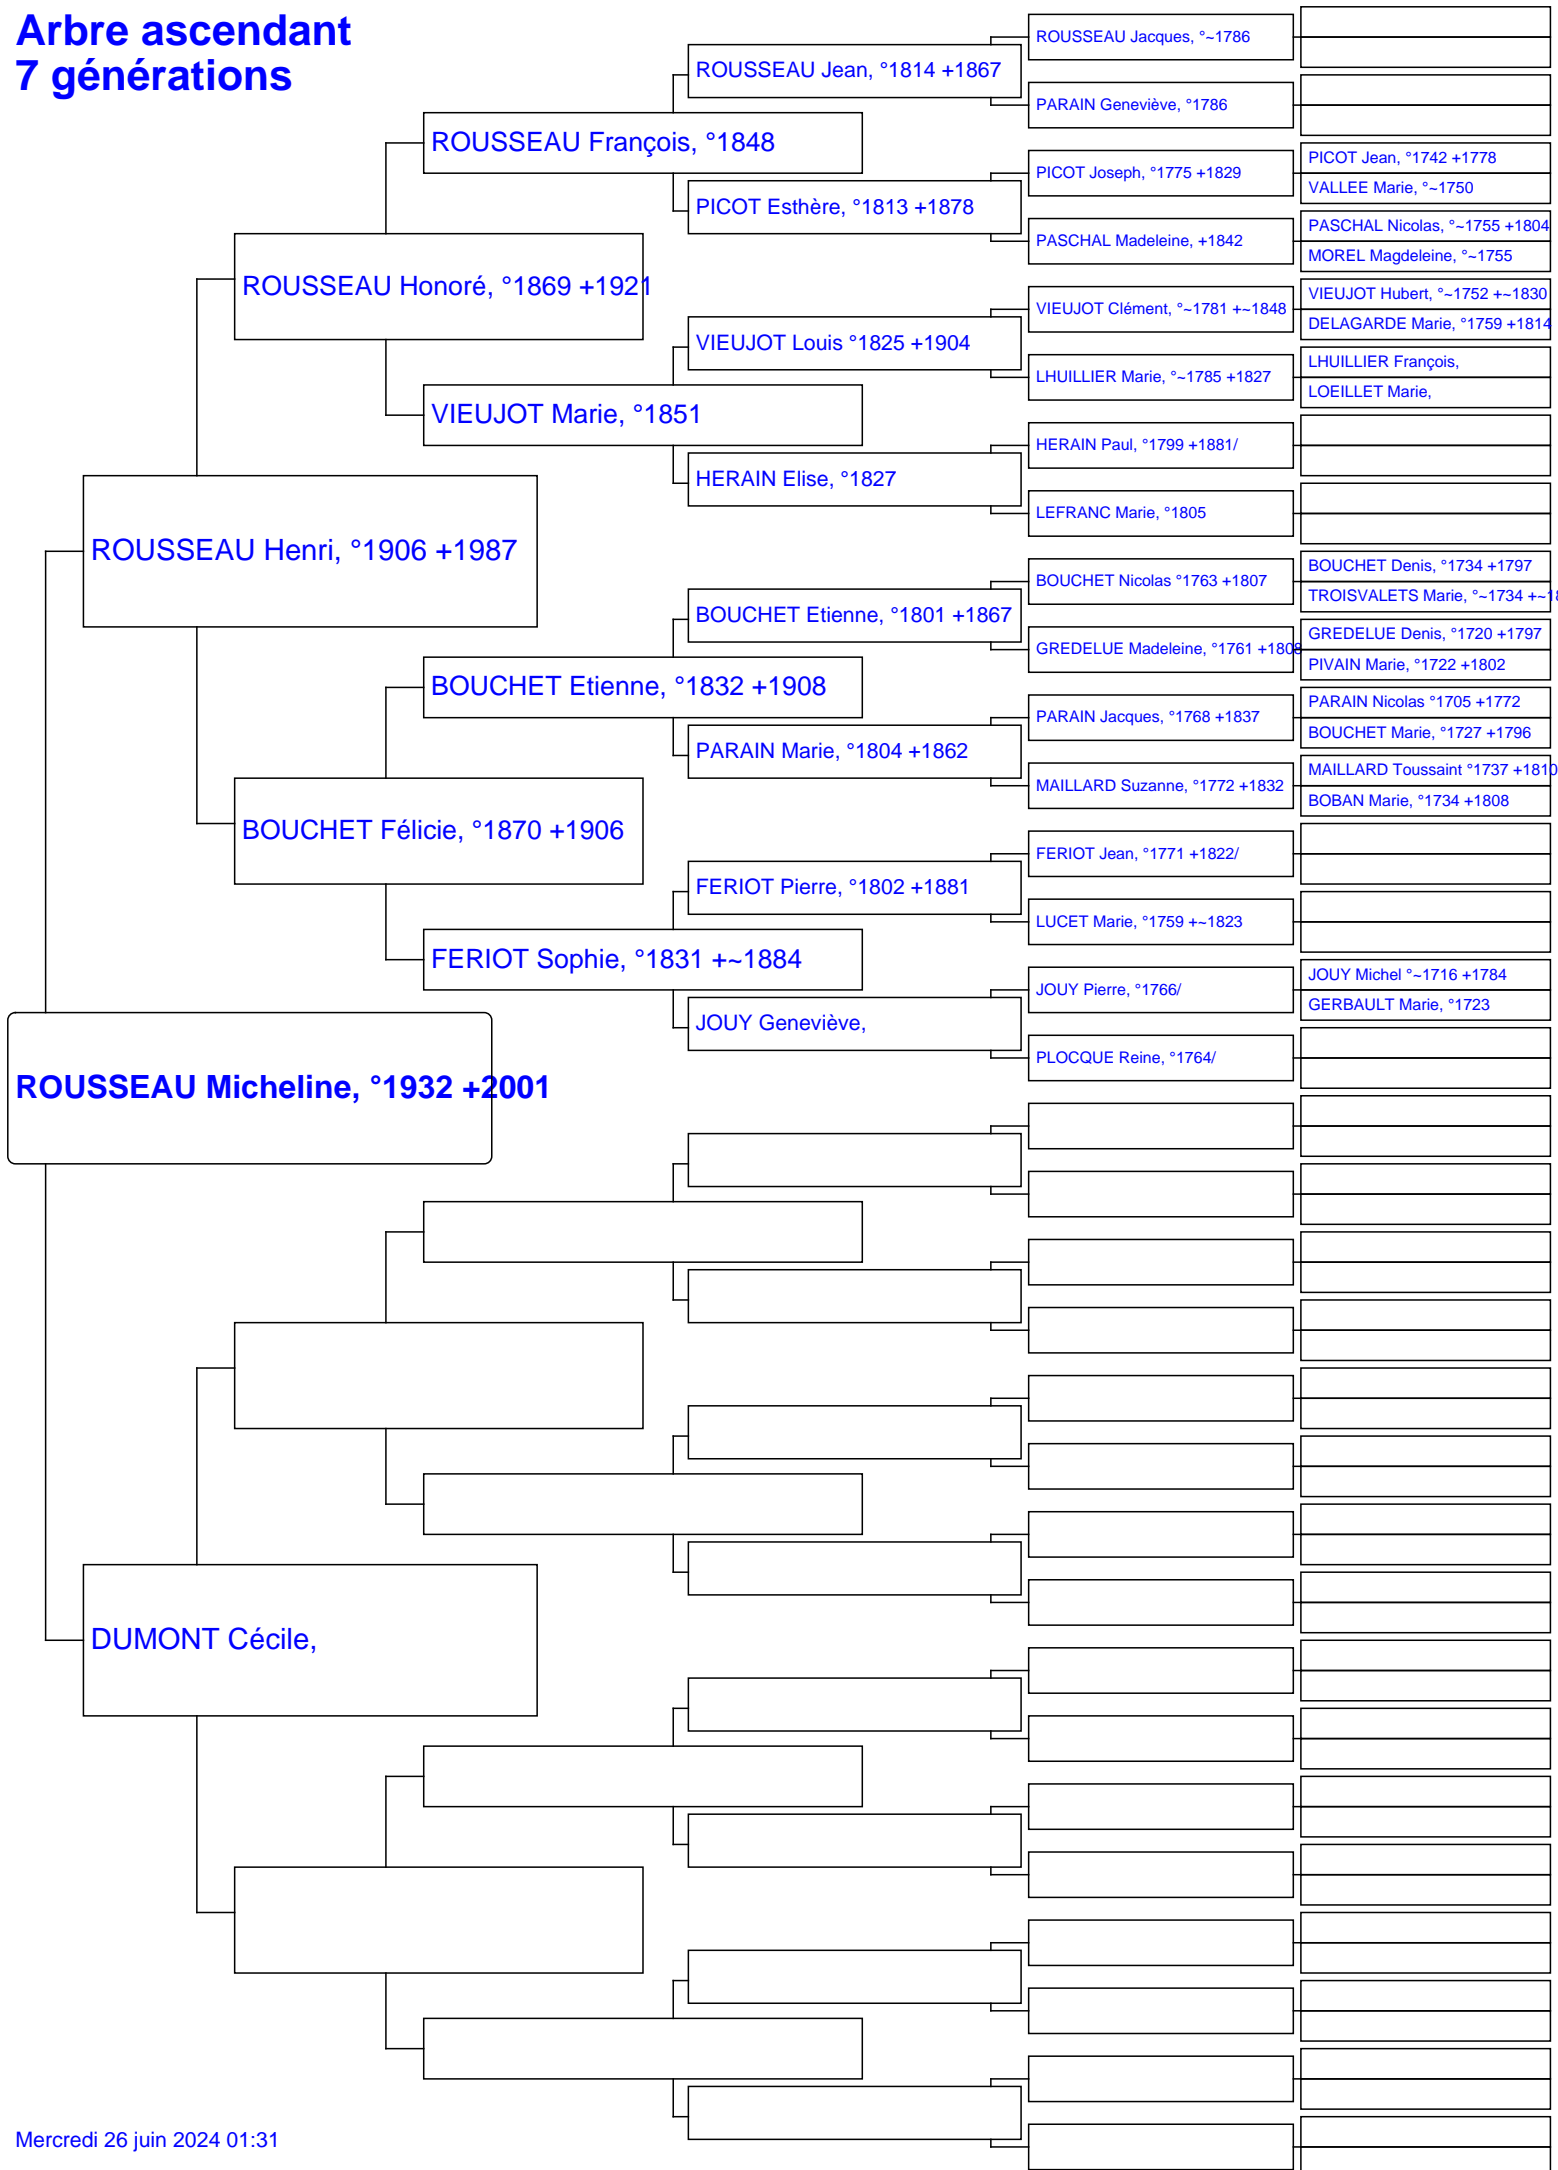 Arbre ascendant
7 générations
ROUSSEAU Micheline, °1932 +2001
ROUSSEAU Henri, °1906 +1987
DUMONT Cécile,
ROUSSEAU Honoré, °1869 +1921
BOUCHET Félicie, °1870 +1906
ROUSSEAU François, °1848
VIEUJOT Marie, °1851
BOUCHET Etienne, °1832 +1908
FERIOT Sophie, °1831 +~1884
ROUSSEAU Jean, °1814 +1867
PICOT Esthère, °1813 +1878
VIEUJOT Louis °1825 +1904
HERAIN Elise, °1827
BOUCHET Etienne, °1801 +1867
PARAIN Marie, °1804 +1862
FERIOT Pierre, °1802 +1881
JOUY Geneviève,
ROUSSEAU Jacques, °~1786
PARAIN Geneviève, °1786
PICOT Joseph, °1775 +1829
PASCHAL Madeleine, +1842
VIEUJOT Clément, °~1781 +~1848
LHUILLIER Marie, °~1785 +1827
HERAIN Paul, °1799 +1881/
LEFRANC Marie, °1805
BOUCHET Nicolas °1763 +1807
GREDELUE Madeleine, °1761 +1808
PARAIN Jacques, °1768 +1837
MAILLARD Suzanne, °1772 +1832
FERIOT Jean, °1771 +1822/
LUCET Marie, °1759 +~1823
JOUY Pierre, °1766/
PLOCQUE Reine, °1764/
PICOT Jean, °1742 +1778
VALLEE Marie, °~1750
PASCHAL Nicolas, °~1755 +1804
MOREL Magdeleine, °~1755
VIEUJOT Hubert, °~1752 +~1830
DELAGARDE Marie, °1759 +1814
LHUILLIER François,
LOEILLET Marie,
BOUCHET Denis, °1734 +1797
TROISVALETS Marie, °~1734
GREDELUE Denis, °1720 +1797
PIVAIN Marie, °1722 +1802
PARAIN Nicolas °1705 +1772
BOUCHET Marie, °1727 +1796
MAILLARD Toussaint °1737 +1810
BOBAN Marie, °1734 +1808
JOUY Michel °~1716 +1784
GERBAULT Marie, °1723
Mercredi 26 juin 2024 01:31